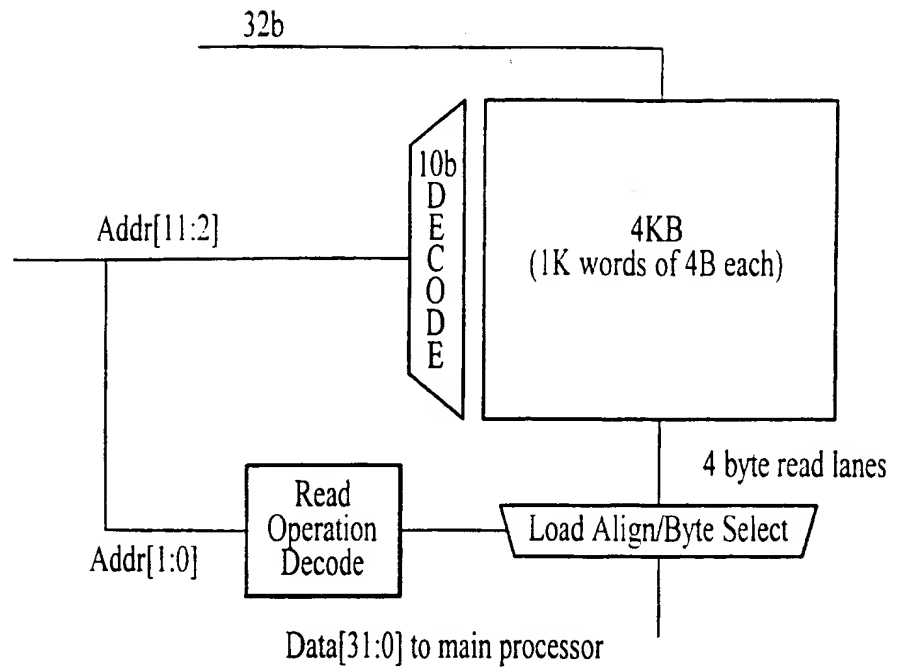 32b
10b
D
E
C
O
D
E
4KB
(1K words of 4B each)
Addr[11:2]
4 byte read lanes
Read
Operation
Decode
Load Align/Byte Select
Addr[1:0]
Data[31:0] to main processor